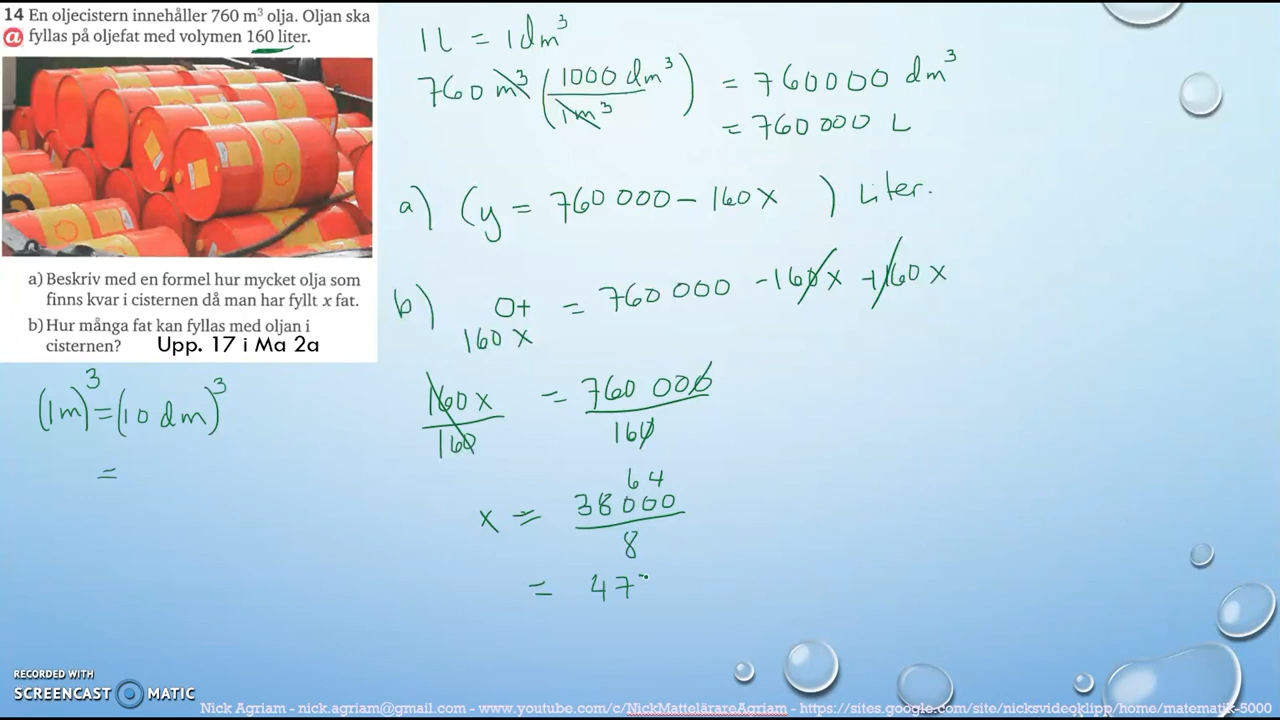 14 En oljecistern innehåller 760 m³ olja. Oljan ska
a fyllas på oljefat med volymen 160 liter.
a) Beskriv med en formel hur mycket olja som
finns kvar i cisternen då man har fyllt x fat.
b) Hur många fat kan fyllas med oljan i
cisternen? Upp. 17 i Ma 2a
(1m)³ = (10 dm)³
=
1L = 1dm³
760 m³ (1000 dm³ / 1m³) = 760000 dm³
= 760 000 L
a) (y = 760 000 - 160x) Liter.
b) 0+ = 760 000 - 160x + 160x
160 x
160x / 160 = 760 000 / 160
64
x = 38000 / 8
= 47
RECORDED WITH
SCREENCAST MATIC
Nick Agriam - nick.agriam@gmail.com - www.youtube.com/c/NickMattelärareAgriam - https://sites.google.com/site/nicksvideoklipp/home/matematik-5000